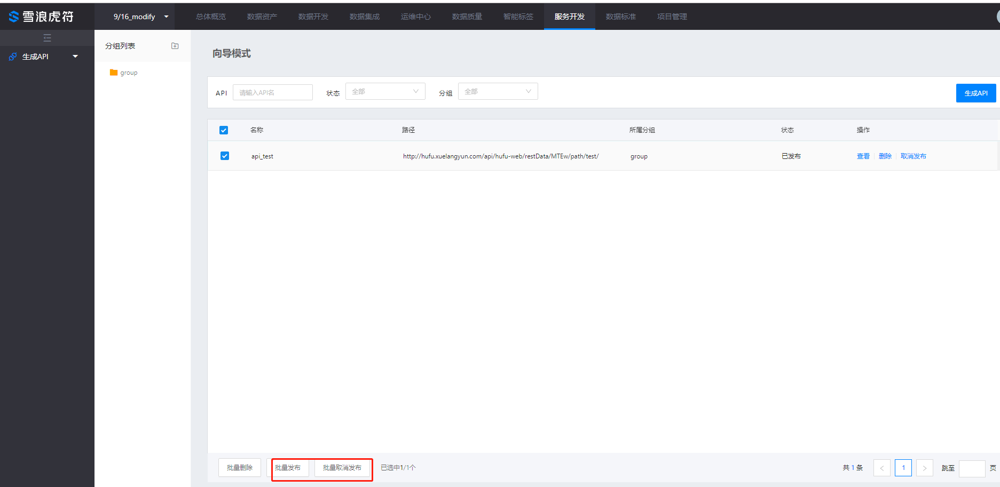 雪浪虎符
9/16_modify
总体概览 数据资产 数据开发 数据集成 运维中心 数据质量 智能标签 服务开发 数据标准 项目管理
生成API
分组列表
group
向导模式
API 请输入API名 状态 全部 分组 全部 生成API
名称 路径 所属分组 状态 操作
api_test http://hufu.xuelangyun.com/api/hufu-web/restData/MTEw/path/test/ group 已发布 查看 删除 取消发布
批量删除 批量发布 批量取消发布 已选中1/1个 共 1 条 < 1 > 跳至 页